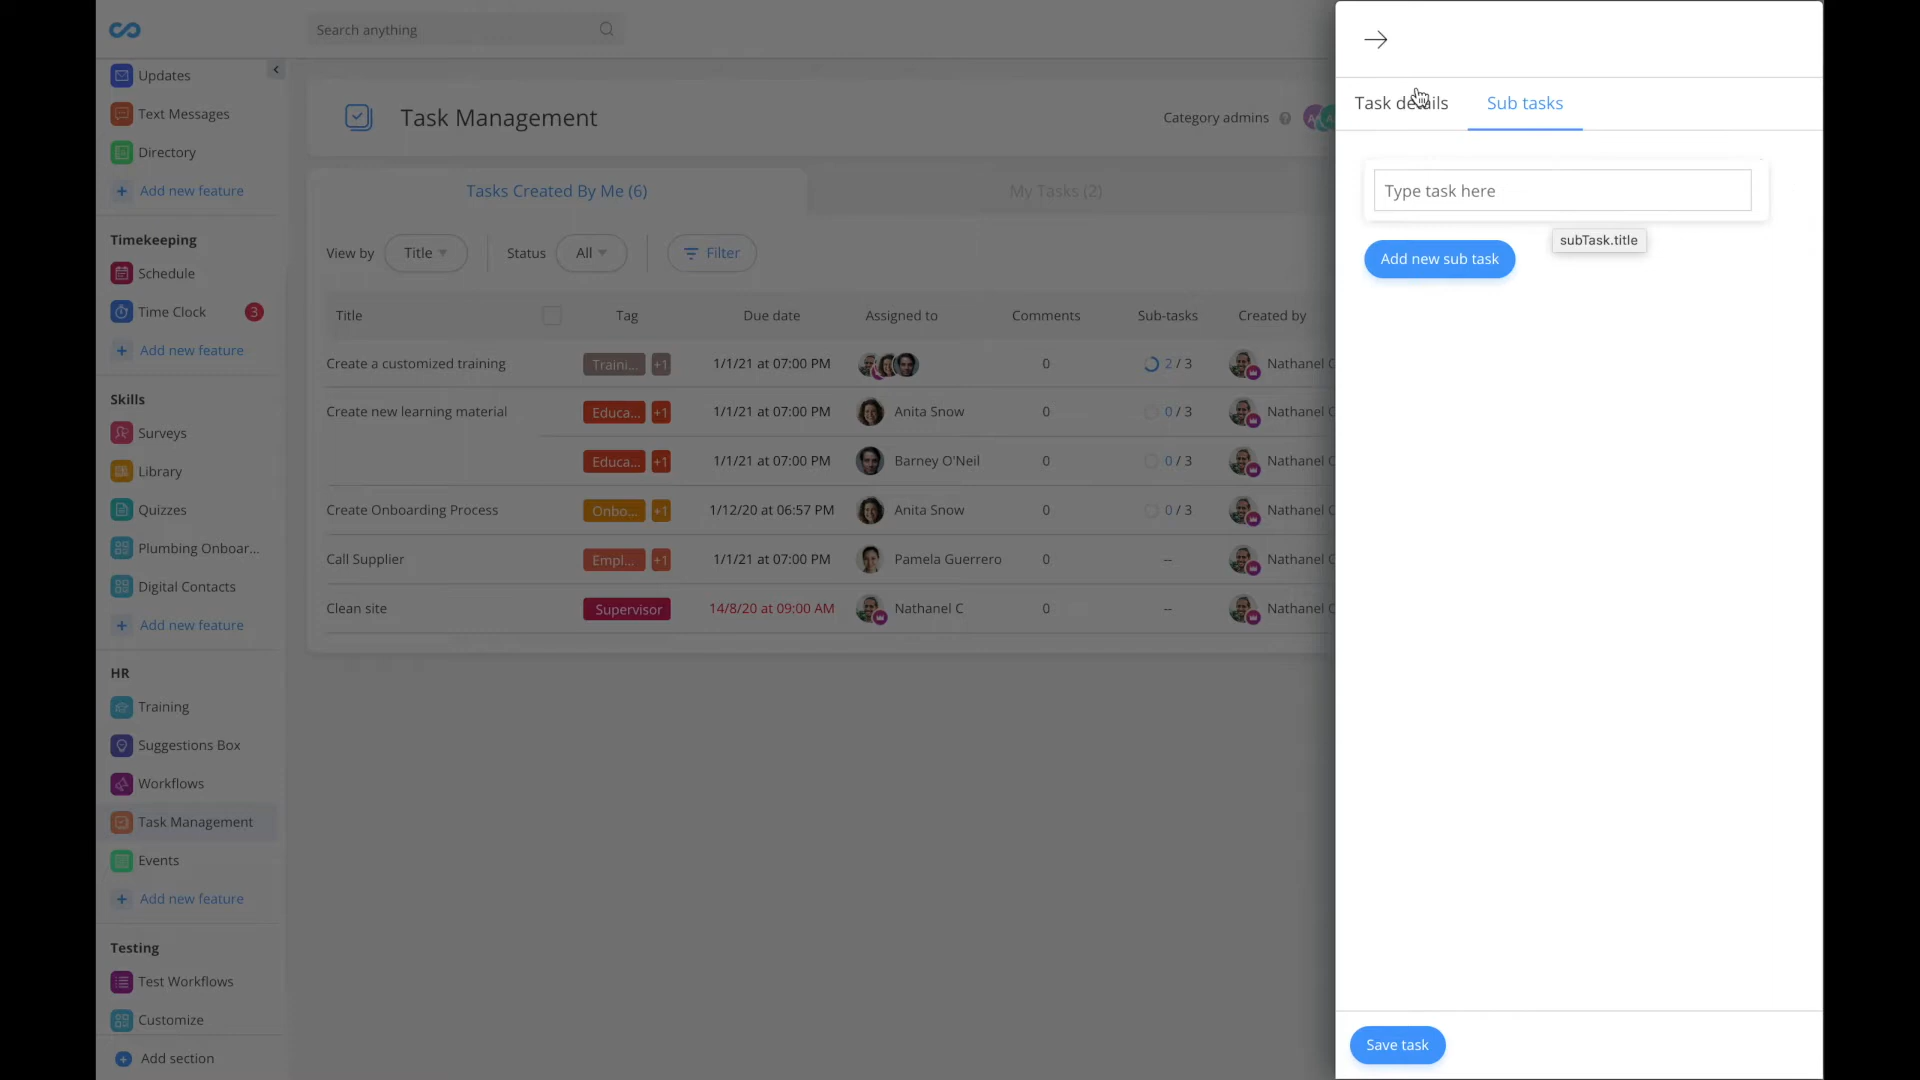 Search anything
Updates
Text Messages
Directory
+ Add new feature
Timekeeping
Schedule
Time Clock 3
+ Add new feature
Skills
Surveys
Library
Quizzes
Plumbing Onboar...
Digital Contacts
+ Add new feature
HR
Training
Suggestions Box
Workflows
Task Management
Events
+ Add new feature
Testing
Test Workflows
Customize
+ Add section
Task Management
Category admins ?
Tasks Created By Me (6) My Tasks (2)
View by Title Status All Filter
Title Tag Due date Assigned to Comments Sub-tasks Created by
Create a customized training Traini... +1 1/1/21 at 07:00 PM 0 2 / 3 Nathanel
Create new learning material Educa... +1 1/1/21 at 07:00 PM Anita Snow 0 0 / 3 Nathanel
Educa... +1 1/1/21 at 07:00 PM Barney O'Neil 0 0 / 3 Nathanel
Create Onboarding Process Onbo... +1 1/12/20 at 06:57 PM Anita Snow 0 0 / 3 Nathanel
Call Supplier Empl... +1 1/1/21 at 07:00 PM Pamela Guerrero 0 -- Nathanel
Clean site Supervisor 14/8/20 at 09:00 AM Nathanel C 0 -- Nathanel
Task details Sub tasks
Type task here
subTask.title
Add new sub task
Save task